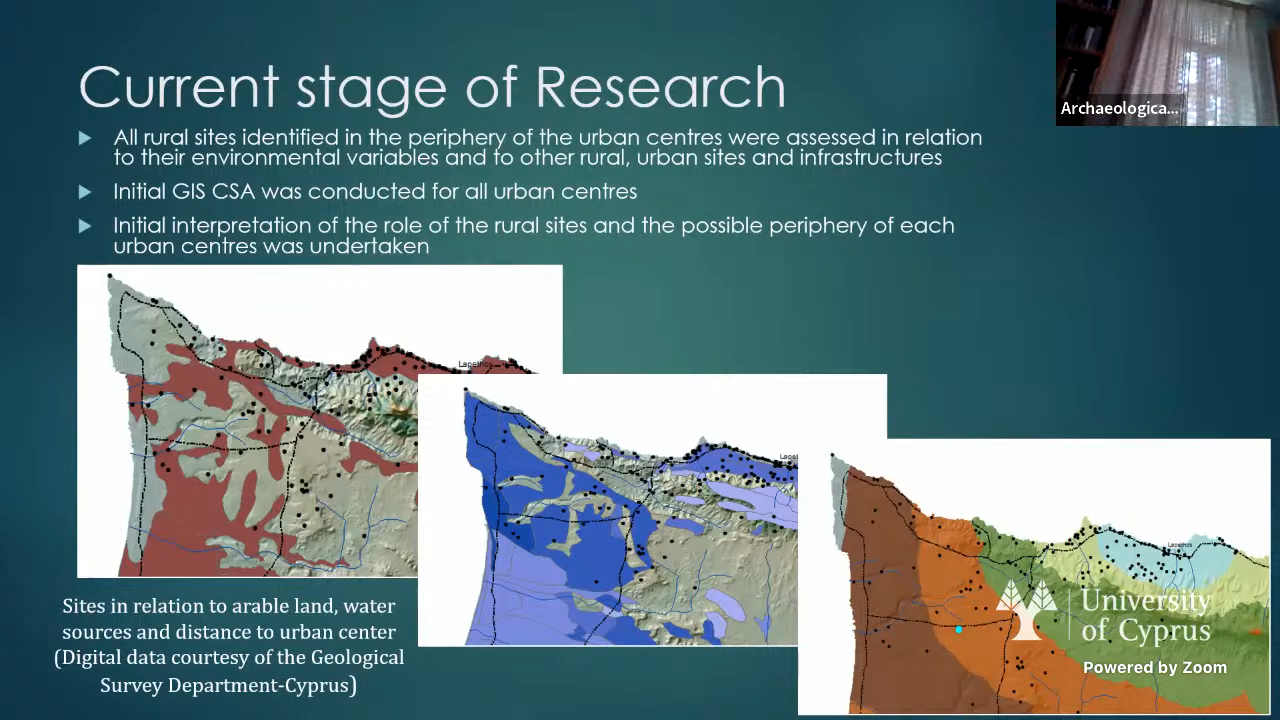 Current stage of Research
All rural sites identified in the periphery of the urban centres were assessed in relation
to their environmental variables and to other rural, urban sites and infrastructures
Initial GIS CSA was conducted for all urban centres
Initial interpretation of the role of the rural sites and the possible periphery of each
urban centres was undertaken
Archaeologica...
Lapethos
Lape
Lapethos
Sites in relation to arable land, water
sources and distance to urban center
(Digital data courtesy of the Geological
Survey Department-Cyprus)
University
of Cyprus
Powered by Zoom